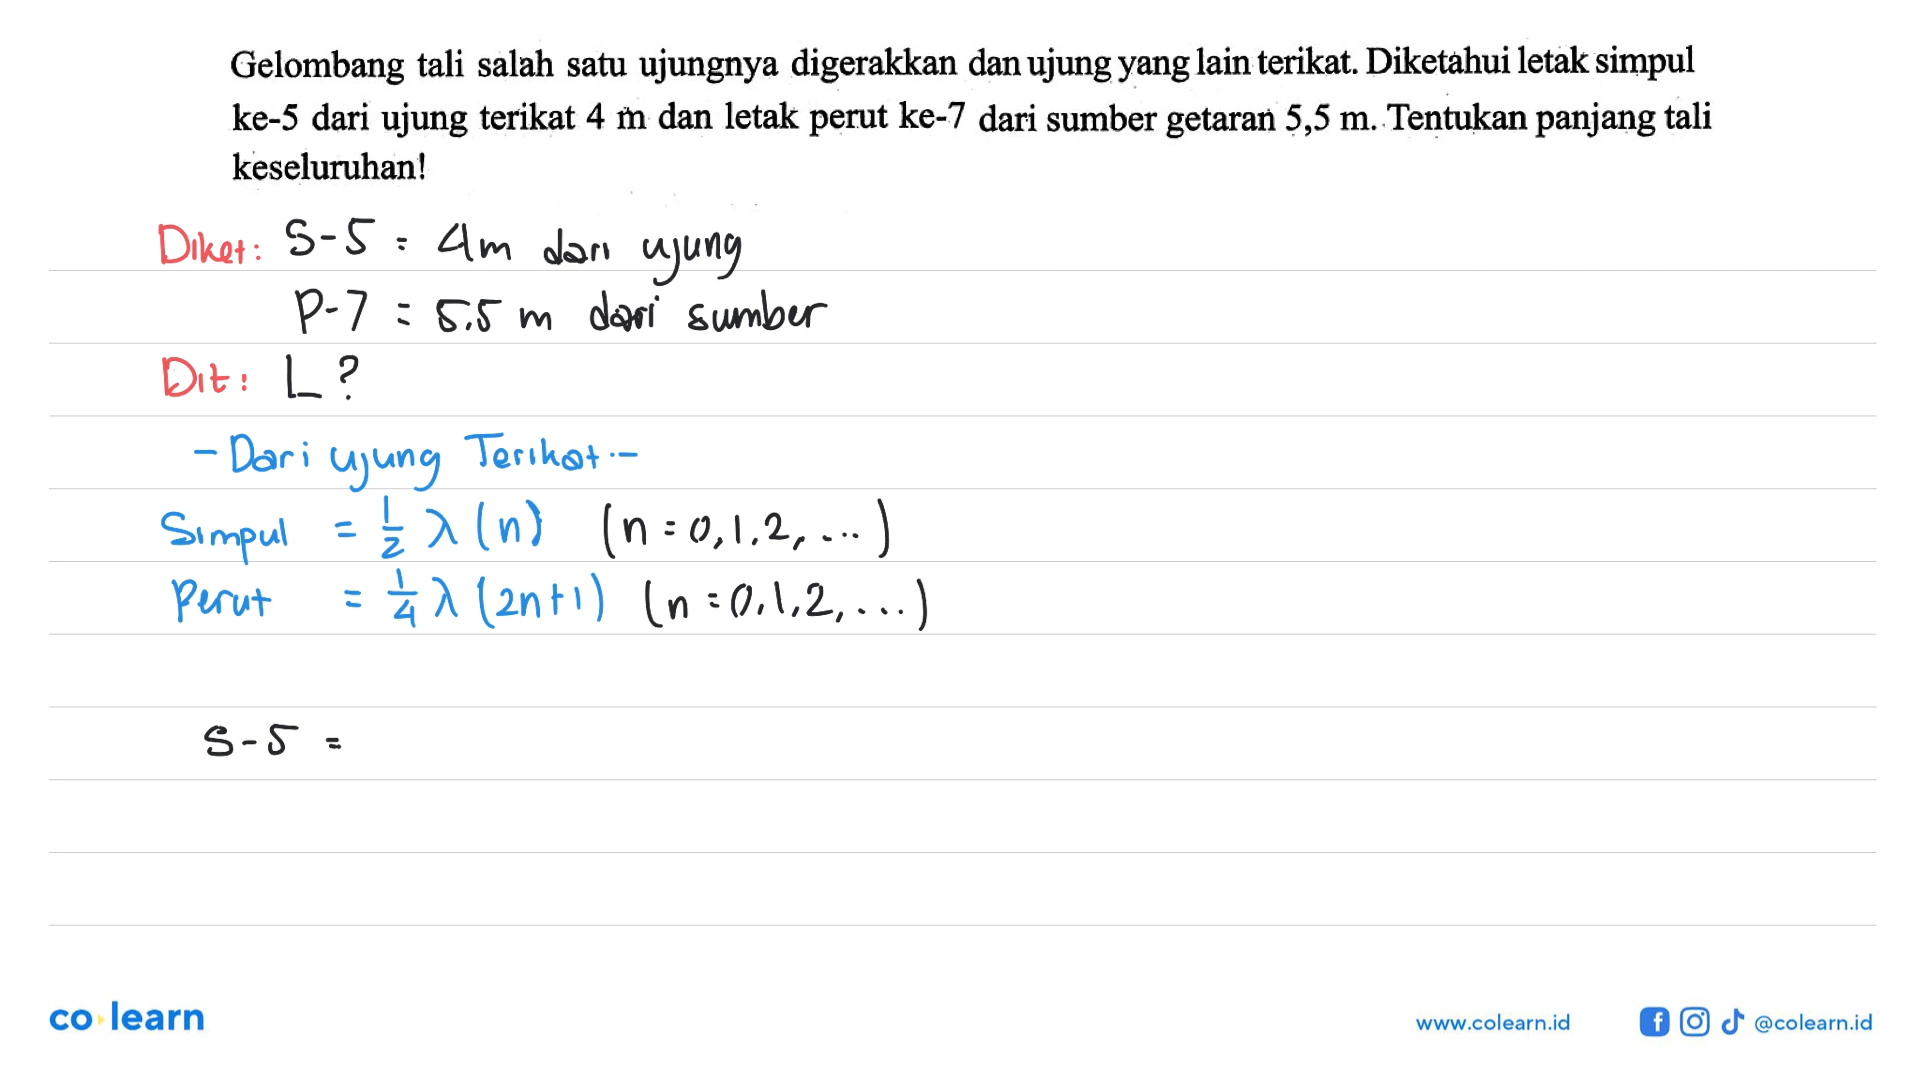 Gelombang tali salah satu ujungnya digerakkan dan ujung yang lain terikat. Diketahui letak simpul
ke-5 dari ujung terikat 4 m dan letak perut ke-7 dari sumber getaran 5,5 m. Tentukan panjang tali
keseluruhan!
Diket: S-5 = 4m dari ujung
P-7 = 5.5 m dari sumber
Dit: L ?
- Dari ujung Terikat -
Simpul = 1/2 λ (n) (n = 0, 1, 2, ...)
Perut = 1/4 λ (2n+1) (n = 0, 1, 2, ...)
S-5 =
co learn
www.colearn.id @colearn.id